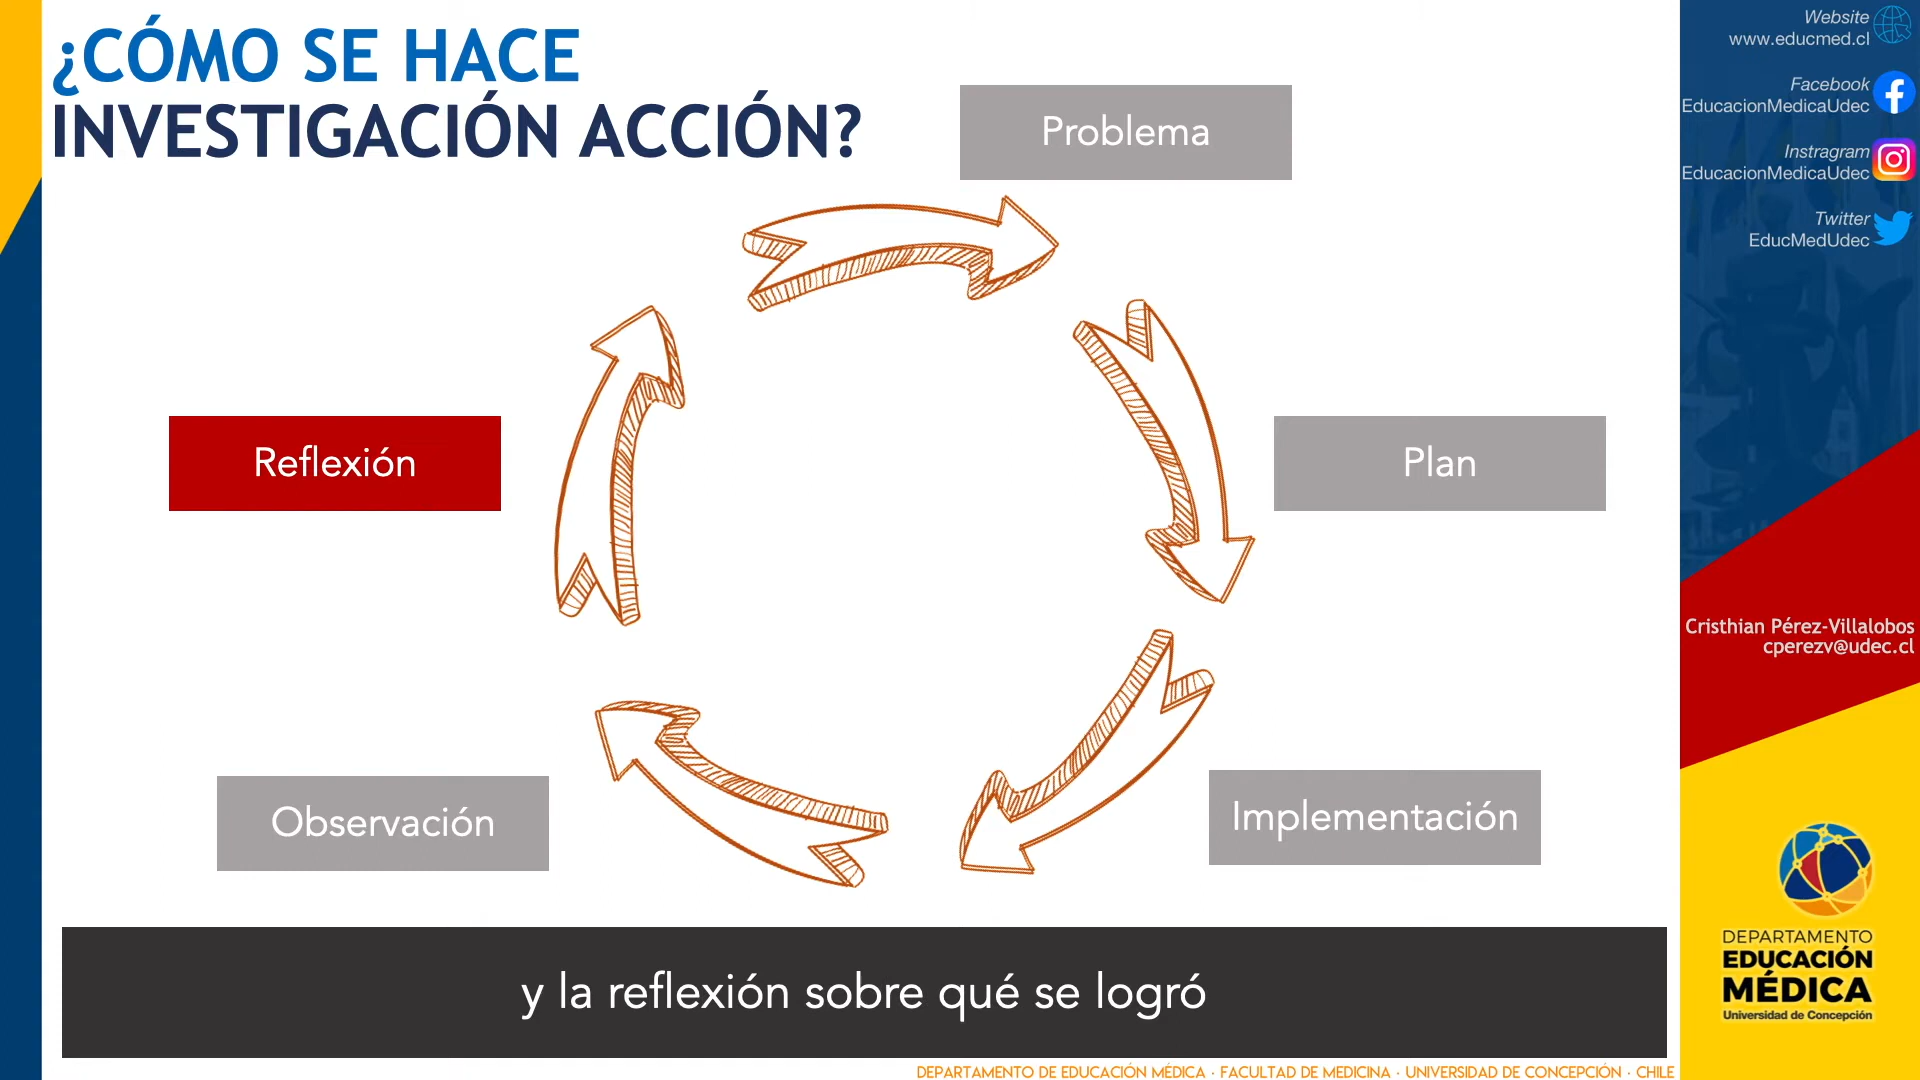 ¿CÓMO SE HACE
INVESTIGACIÓN ACCIÓN?
Problema
Reflexión
Plan
Observación
Implementación
y la reflexión sobre qué se logró
DEPARTAMENTO DE EDUCACIÓN MÉDICA · FACULTAD DE MEDICINA · UNIVERSIDAD DE CONCEPCIÓN · CHILE
Website
www.educmed.cl
Facebook
EducacionMedicaUdec
Instragram
EducacionMedicaUdec
Twitter
EducMedUdec
Cristhian Pérez-Villalobos
cperezv@udec.cl
DEPARTAMENTO
EDUCACIÓN
MÉDICA
Universidad de Concepción